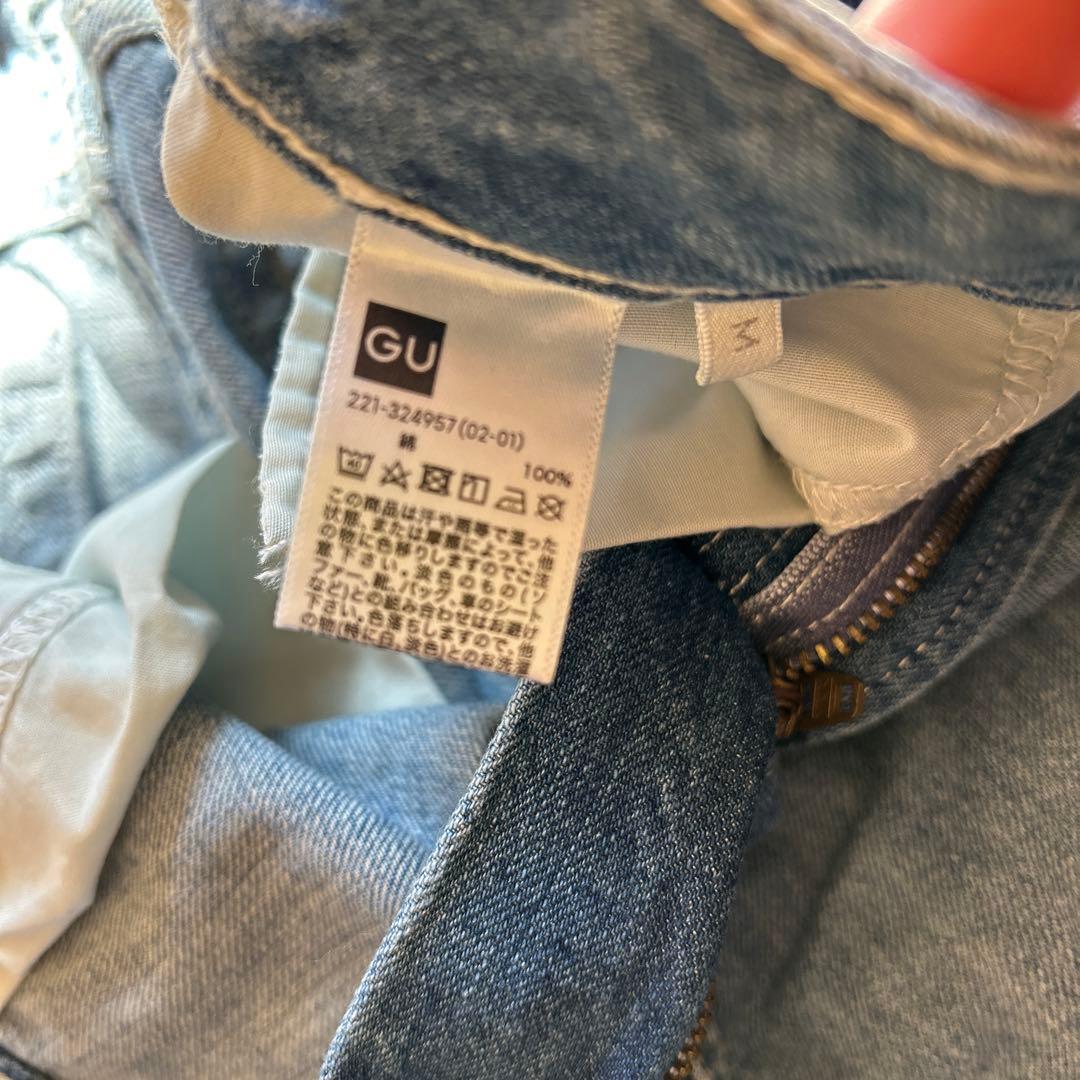 GU
M
221-324957(02-01)
綿 100%
40
この商品は汗や雨等で湿った
状態、または摩擦によって、他
の物に色移りしますのでご注
意下さい。淡色のもの(ソ
ファー、靴、バッグ、車のシート
など)との組み合わせはお避け
下さい。色落ちしますので、他
の物(特に白、淡色)とのお洗濯